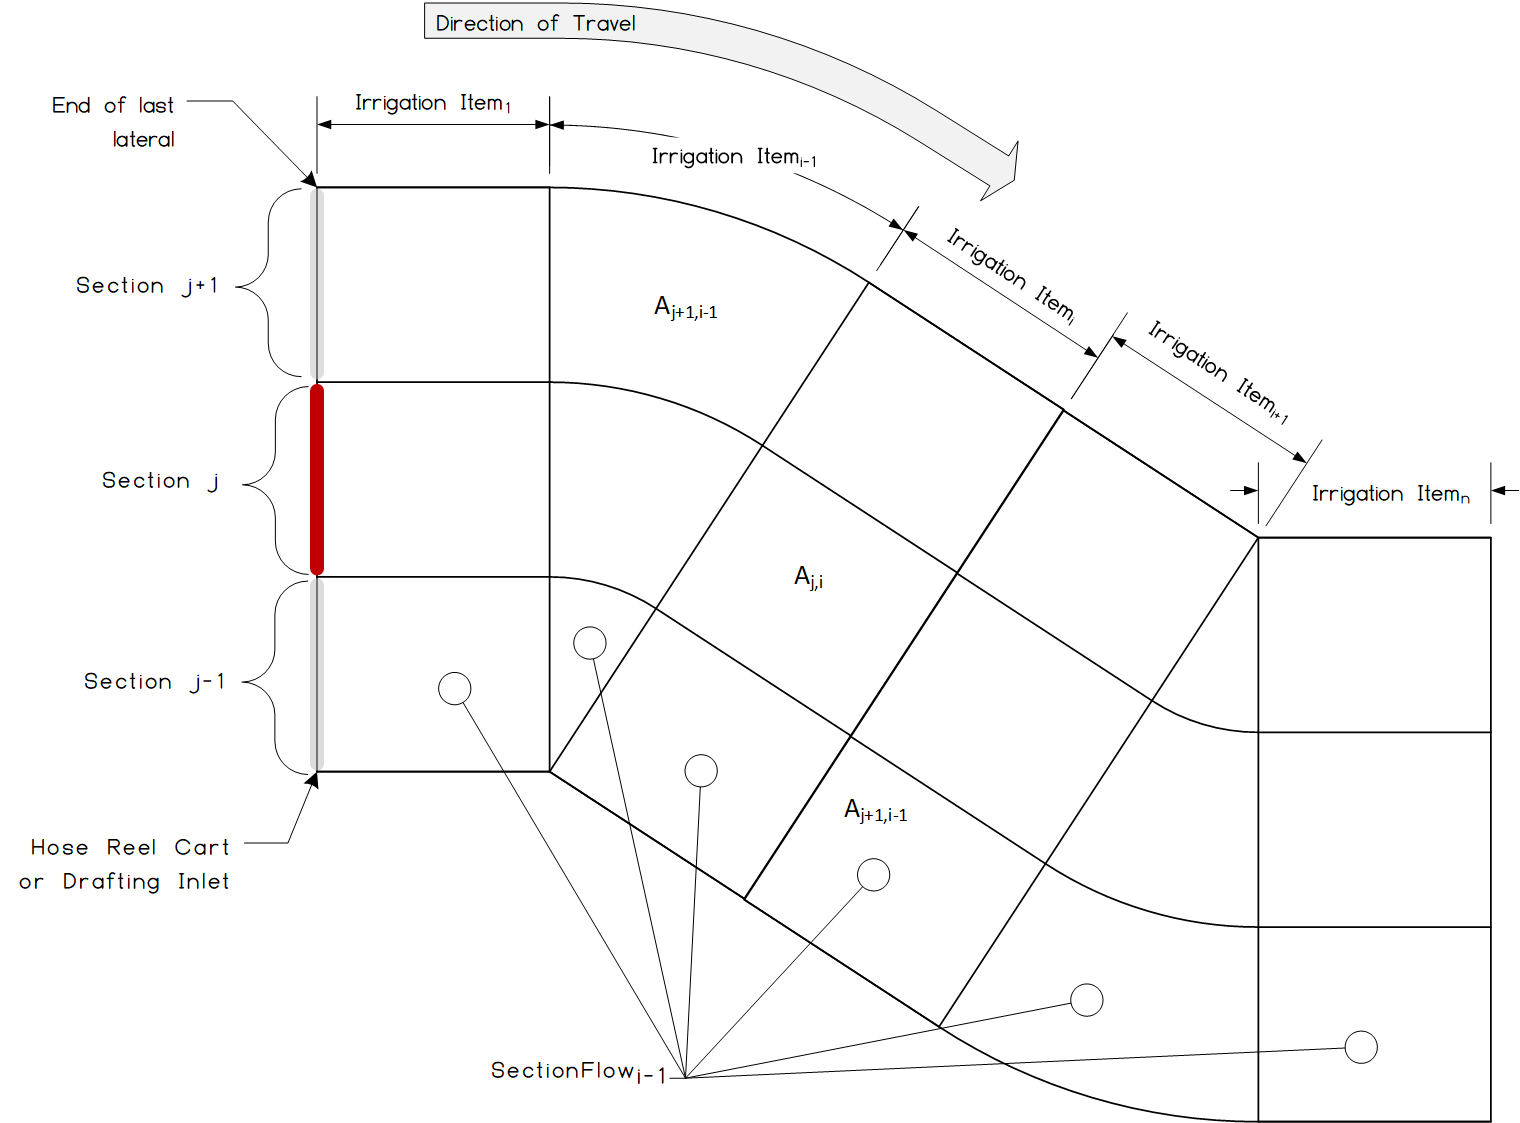 Direction of Travel
End of last
lateral
Irrigation Item1
Irrigation Itemi-1
Irrigation Itemi
Irrigation Itemi+1
Irrigation Itemn
Section j+1
Aj+1,i-1
Section j
Aj,i
Section j-1
Aj+1,i-1
Hose Reel Cart
or Drafting Inlet
SectionFlowi-1